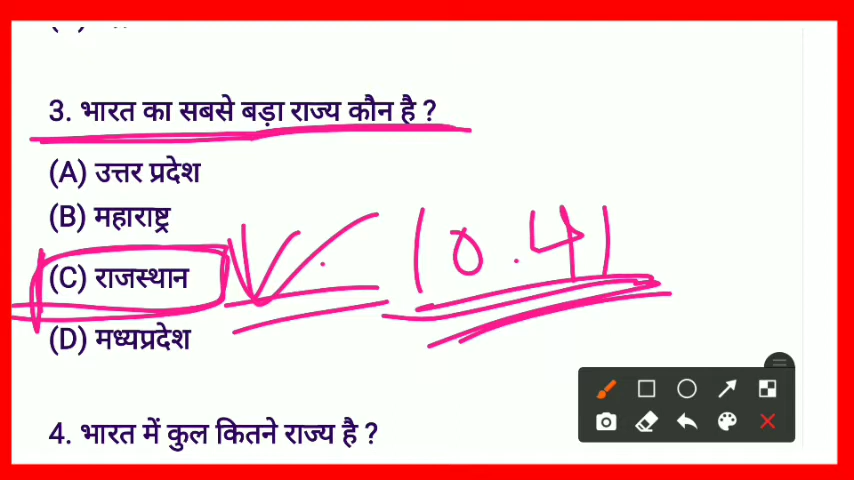 3. भारत का सबसे बड़ा राज्य कौन है ?
(A) उत्तर प्रदेश
(B) महाराष्ट्र
(C) राजस्थान
10.41
(D) मध्यप्रदेश
4. भारत में कुल कितने राज्य है ?